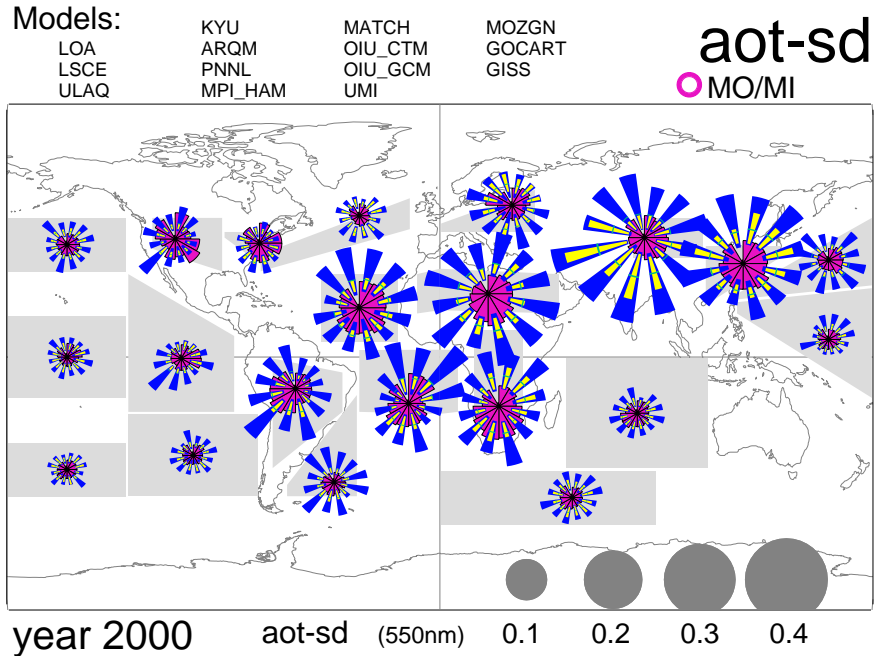 Models:
KYU MATCH MOZGN
LOA ARQM OIU_CTM GOCART
LSCE PNNL OIU_GCM GISS
ULAQ MPI_HAM UMI
aot-sd
MO/MI
year 2000 aot-sd (550nm) 0.1 0.2 0.3 0.4